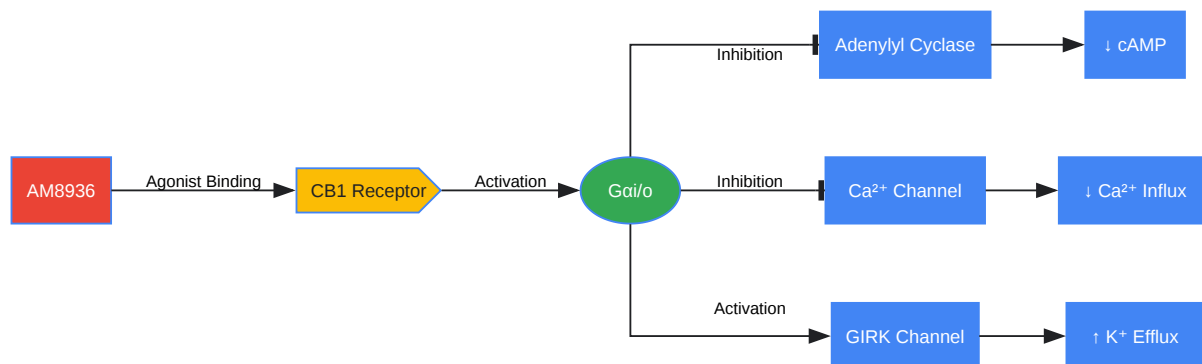 Inhibition
Adenylyl Cyclase
↓ cAMP
AM8936
Agonist Binding
CB1 Receptor
Activation
Gαi/o
Inhibition
Ca²⁺ Channel
↓ Ca²⁺ Influx
Activation
GIRK Channel
↑ K⁺ Efflux